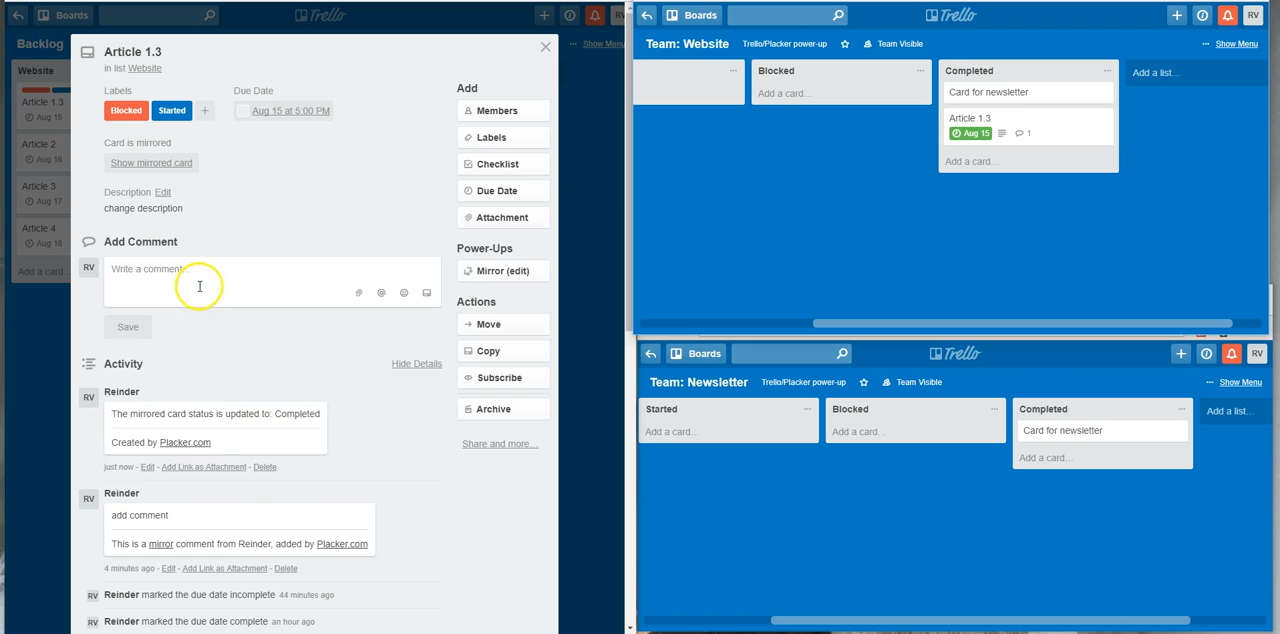 Boards
Trello
RV
Backlog
Show Menu
Website
Article 1.3
Aug 15
Article 2
Aug 16
Article 3
Aug 17
Article 4
Aug 18
Add a card...
Article 1.3
in list Website
Labels
Due Date
Blocked
Started
Aug 15 at 5:00 PM
Card is mirrored
Show mirrored card
Description Edit
change description
Add Comment
RV
Write a comment...
Save
Activity
Hide Details
RV
Reinder
The mirrored card status is updated to: Completed
Created by Placker.com
just now - Edit - Add Link as Attachment - Delete
RV
Reinder
add comment
This is a mirror comment from Reinder, added by Placker.com
4 minutes ago - Edit - Add Link as Attachment - Delete
RV Reinder marked the due date incomplete 44 minutes ago
RV Reinder marked the due date complete an hour ago
Add
Members
Labels
Checklist
Due Date
Attachment
Power-Ups
Mirror (edit)
Actions
Move
Copy
Subscribe
Archive
Share and more...
Boards
Trello
RV
Team: Website
Trello/Placker power-up
Team Visible
Show Menu
Blocked
Add a card...
Completed
Card for newsletter
Article 1.3
Aug 15
1
Add a card...
Add a list...
Boards
Trello
RV
Team: Newsletter
Trello/Placker power-up
Team Visible
Show Menu
Started
Add a card...
Blocked
Add a card...
Completed
Card for newsletter
Add a card...
Add a list...